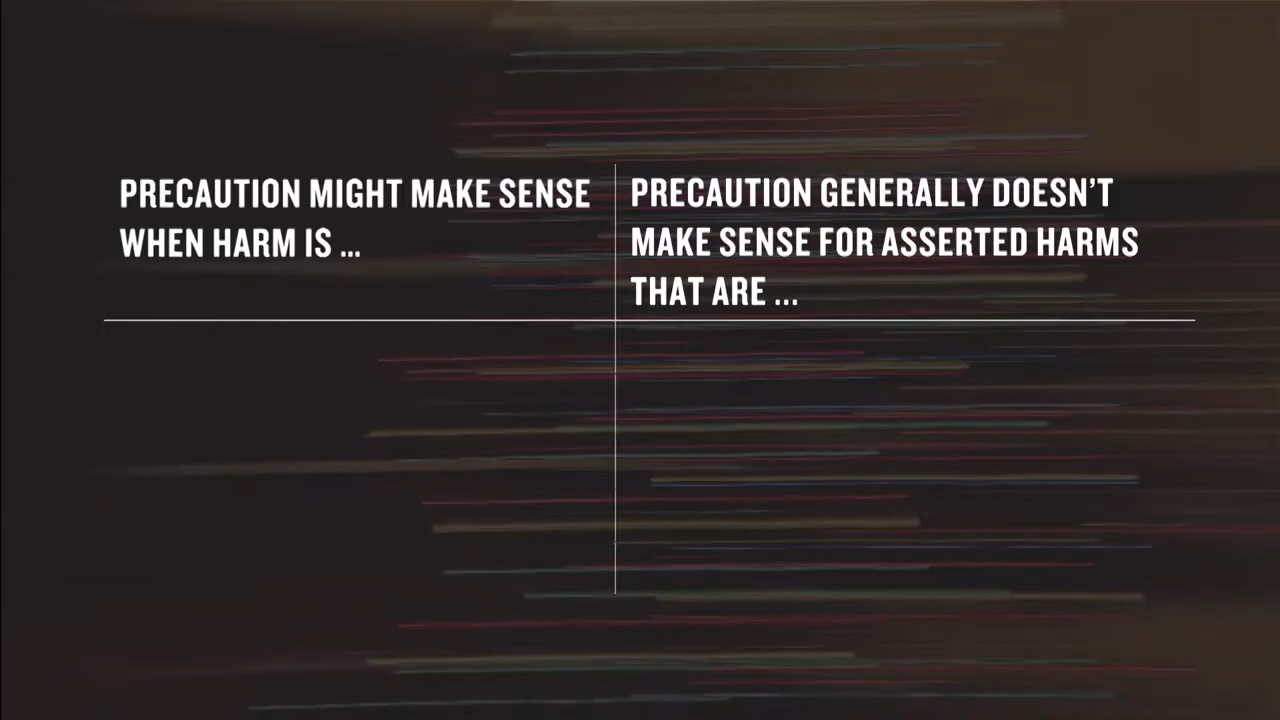 PRECAUTION MIGHT MAKE SENSE
WHEN HARM IS ...
PRECAUTION GENERALLY DOESN’T
MAKE SENSE FOR ASSERTED HARMS
THAT ARE ...